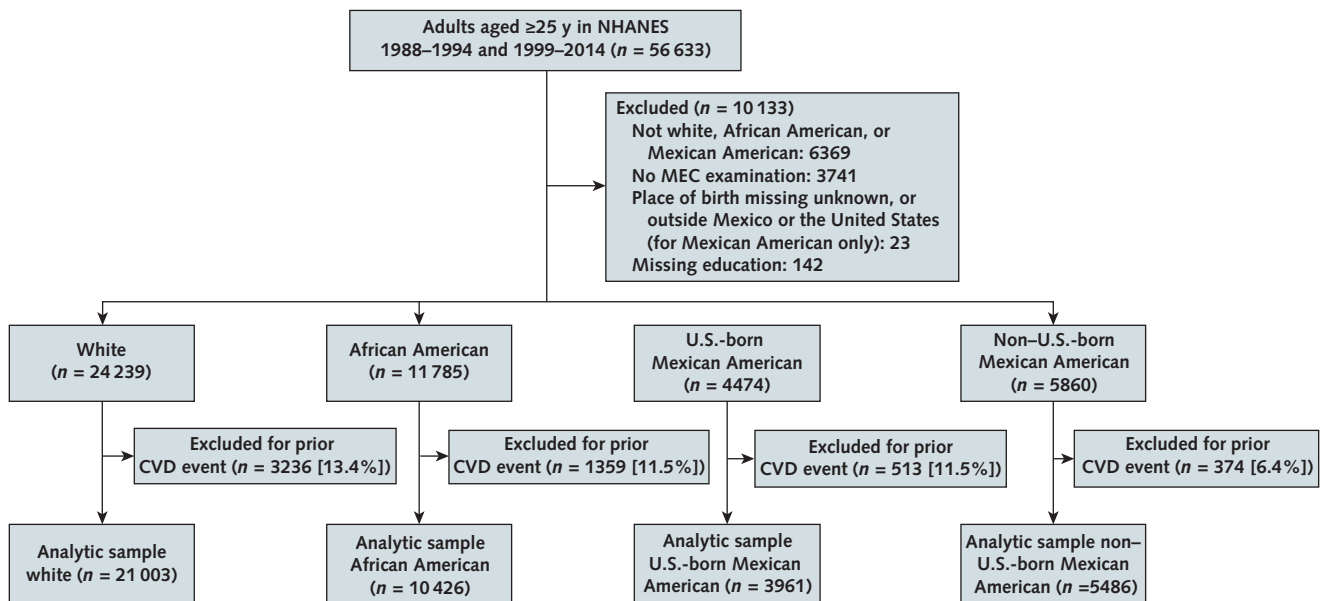 Adults aged ≥25 y in NHANES
1988–1994 and 1999–2014 (n = 56 633)
Excluded (n = 10 133)
Not white, African American, or
Mexican American: 6369
No MEC examination: 3741
Place of birth missing unknown, or
outside Mexico or the United States
(for Mexican American only): 23
Missing education: 142
White
(n = 24 239)
African American
(n = 11 785)
U.S.-born
Mexican American
(n = 4474)
Non–U.S.-born
Mexican American
(n = 5860)
Excluded for prior
CVD event (n = 3236 [13.4%])
Excluded for prior
CVD event (n = 1359 [11.5%])
Excluded for prior
CVD event (n = 513 [11.5%])
Excluded for prior
CVD event (n = 374 [6.4%])
Analytic sample
white (n = 21 003)
Analytic sample
African American
(n = 10 426)
Analytic sample
U.S.-born Mexican
American (n = 3961)
Analytic sample non–
U.S.-born Mexican
American (n =5486)